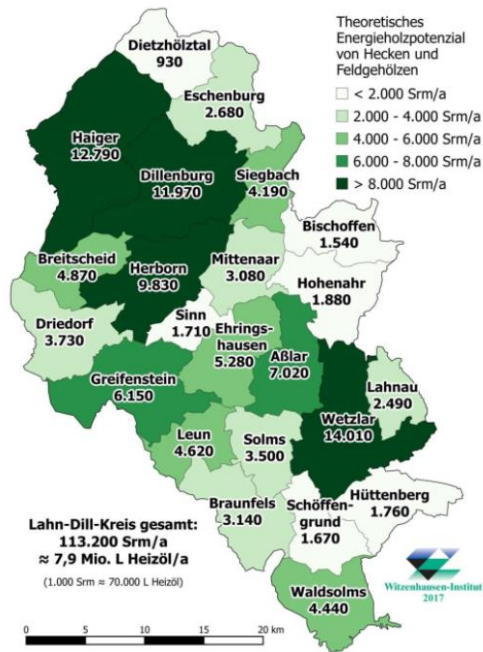 Theoretisches
Energieholzpotenzial
von Hecken und
Feldgehölzen
< 2.000 Srm/a
2.000 - 4.000 Srm/a
4.000 - 6.000 Srm/a
6.000 - 8.000 Srm/a
> 8.000 Srm/a
Dietzhölztal
930
Eschenburg
2.680
Haiger
12.790
Dillenburg
11.970
Siegbach
4.190
Bischoffen
1.540
Breitscheid
4.870
Herborn
9.830
Mittenaar
3.080
Hohenahr
1.880
Driedorf
3.730
Sinn
1.710
Ehrings-
hausen
5.280
Aßlar
7.020
Greifenstein
6.150
Lahnau
2.490
Wetzlar
14.010
Leun
4.620
Solms
3.500
Braunfels
3.140
Schöffen-
grund
1.670
Hüttenberg
1.760
Waldsolms
4.440
Lahn-Dill-Kreis gesamt:
113.200 Srm/a
≈ 7,9 Mio. L Heizöl/a
(1.000 Srm ≈ 70.000 L Heizöl)
Witzenhausen-Institut
2017
0 5 10 15 20 km